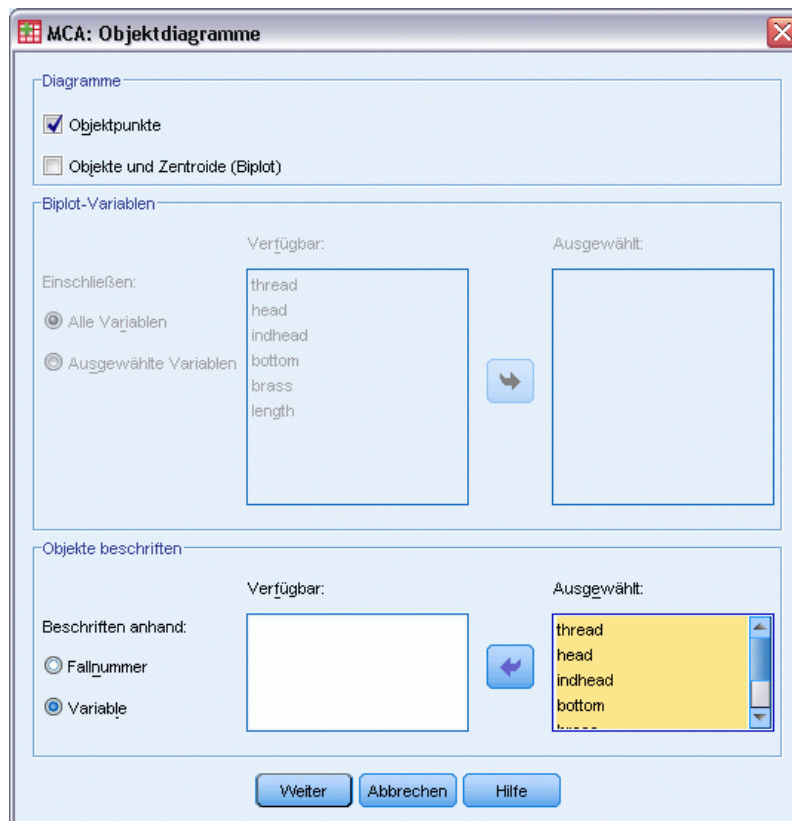 MCA: Objektdiagramme
Diagramme
Objektpunkte
Objekte und Zentroide (Biplot)
Biplot-Variablen
Verfügbar:
Ausgewählt:
Einschließen:
Alle Variablen
Ausgewählte Variablen
thread
head
indhead
bottom
brass
length
Objekte beschriften
Verfügbar:
Ausgewählt:
Beschriften anhand:
Fallnummer
Variable
thread
head
indhead
bottom
Weiter
Abbrechen
Hilfe